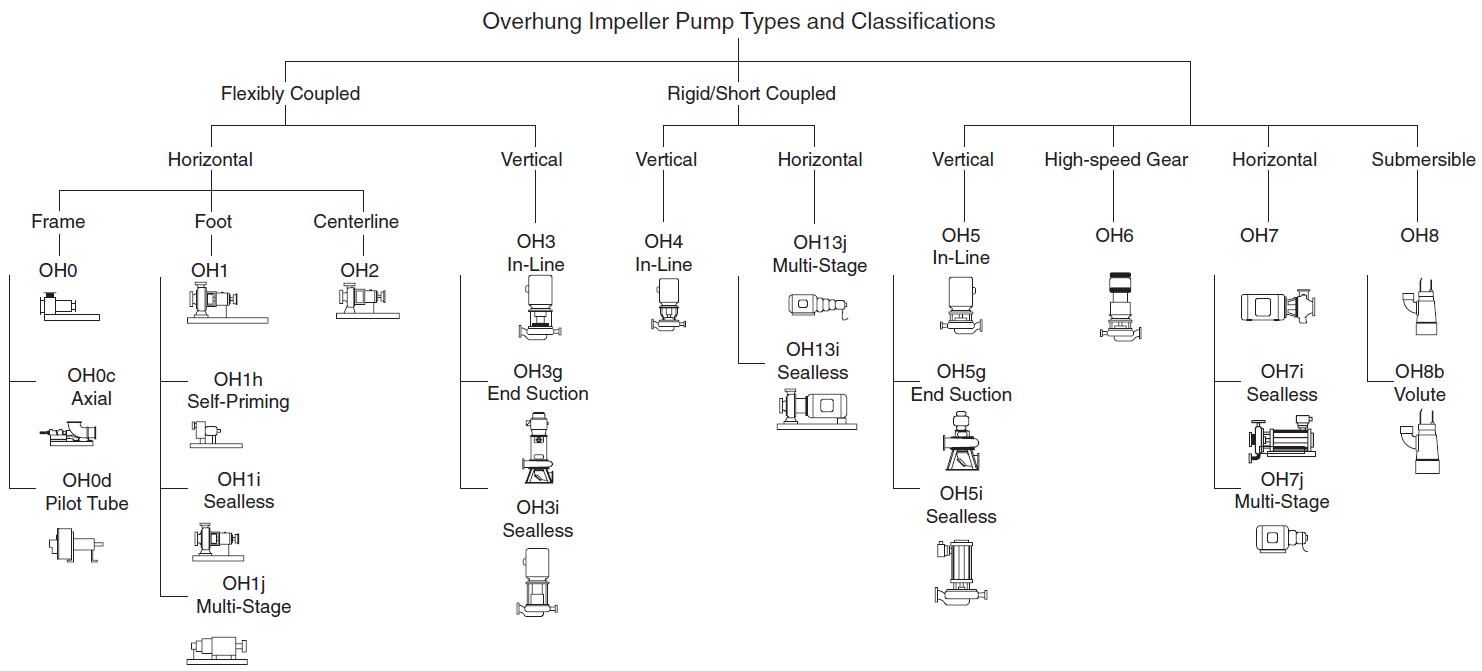 Overhung Impeller Pump Types and Classifications
Flexibly Coupled
Rigid/Short Coupled
Horizontal
Vertical
Vertical
Horizontal
Vertical
High-speed Gear
Horizontal
Submersible
Frame
Foot
Centerline
OH0
OH1
OH2
OH3
In-Line
OH4
In-Line
OH13j
Multi-Stage
OH5
In-Line
OH6
OH7
OH8
OH0c
Axial
OH1h
Self-Priming
OH3g
End Suction
OH13i
Sealless
OH5g
End Suction
OH7i
Sealless
OH8b
Volute
OH0d
Pilot Tube
OH1i
Sealless
OH3i
Sealless
OH5i
Sealless
OH7j
Multi-Stage
OH1j
Multi-Stage